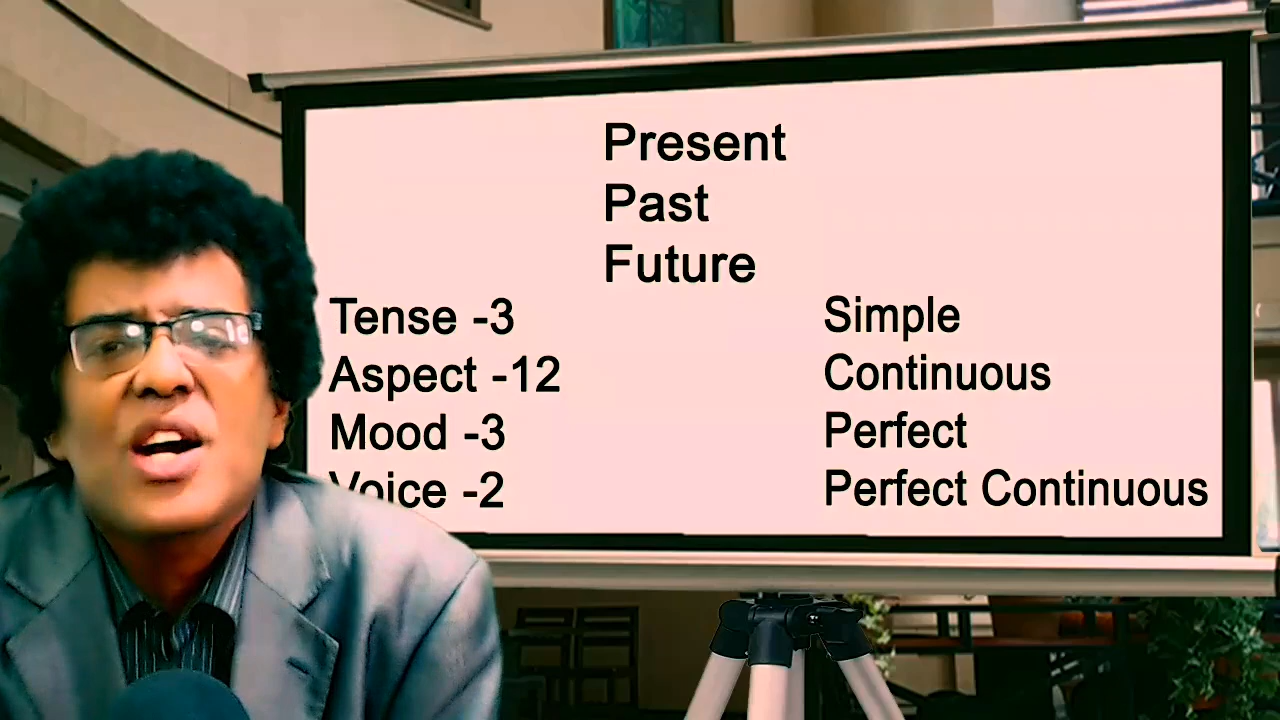 Present
Past
Future
Tense -3
Aspect -12
Mood -3
Voice -2
Simple
Continuous
Perfect
Perfect Continuous